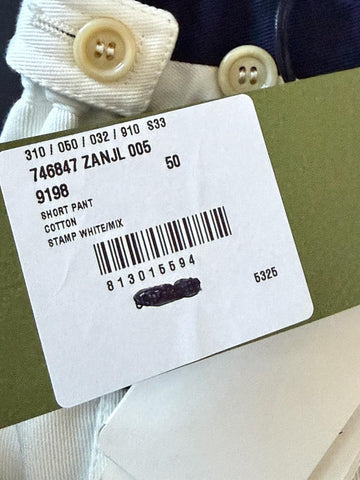 310 / 050 / 032 / 910 S33
746847 ZANJL 005 50
9198
SHORT PANT
COTTON
STAMP WHITE/MIX
813015594
5325